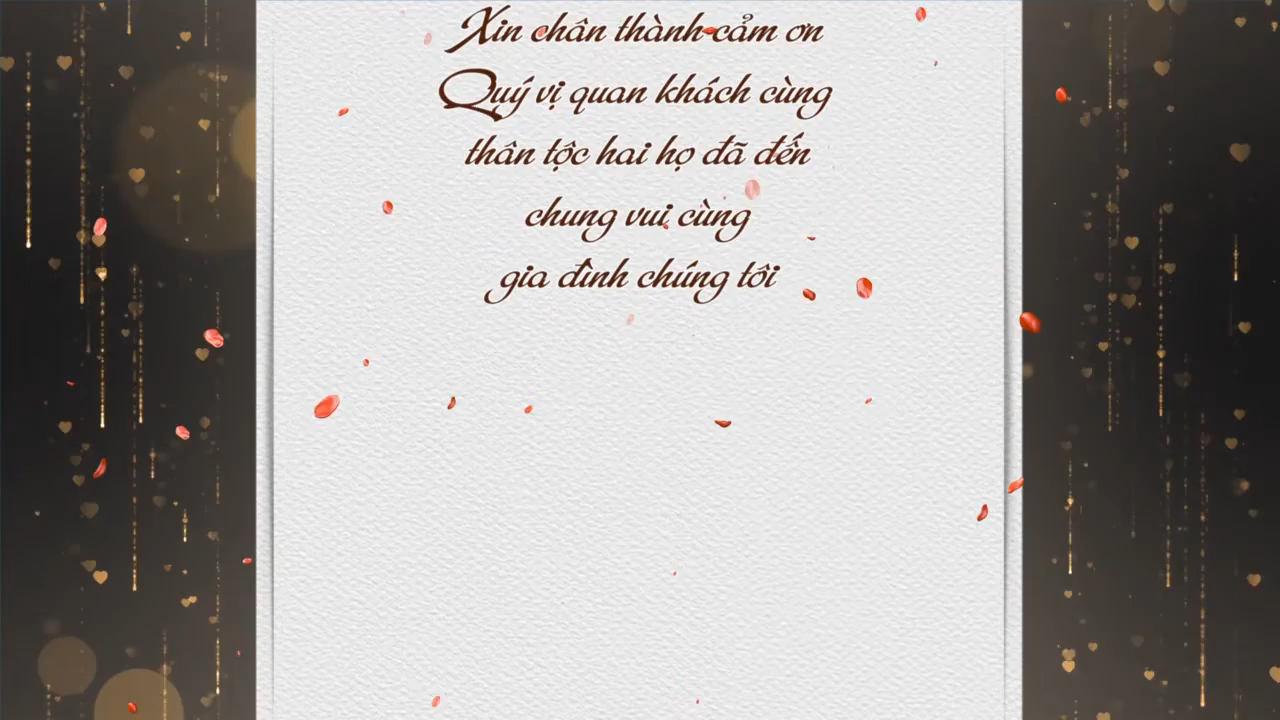 Xin chân thành cảm ơn
Quý vị quan khách cùng
thân tộc hai họ đã đến
chung vui cùng
gia đình chúng tôi